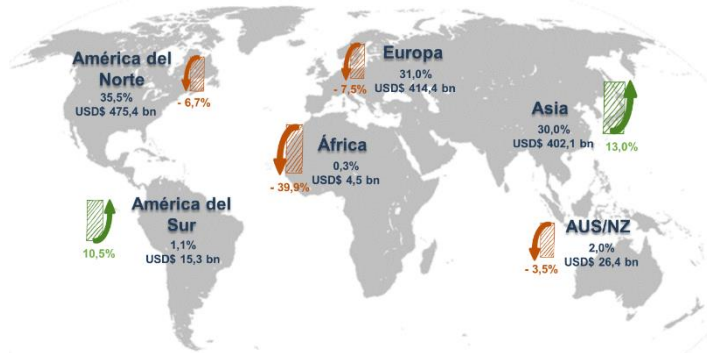 América del
Norte
35,5%
USD$ 475,4 bn
- 6,7%
Europa
31,0%
USD$ 414,4 bn
- 7,5%
Asia
30,0%
USD$ 402,1 bn
13,0%
África
0,3%
USD$ 4,5 bn
- 39,9%
América del
Sur
1,1%
USD$ 15,3 bn
10,5%
AUS/NZ
2,0%
USD$ 26,4 bn
- 3,5%